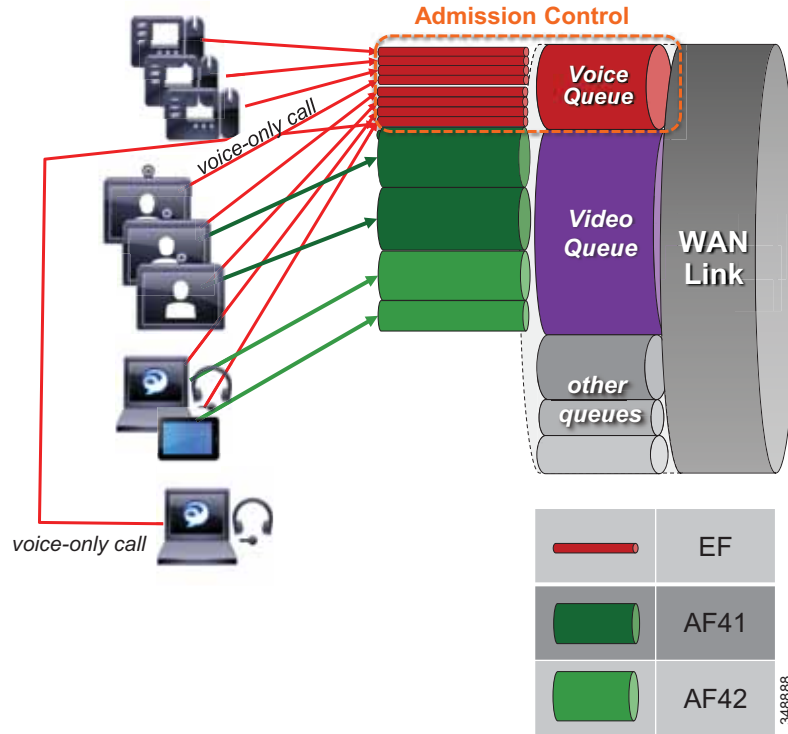 Admission Control
Voice
Queue
voice-only call
Video
Queue
WAN
Link
other
queues
voice-only call
EF
AF41
AF42
348888